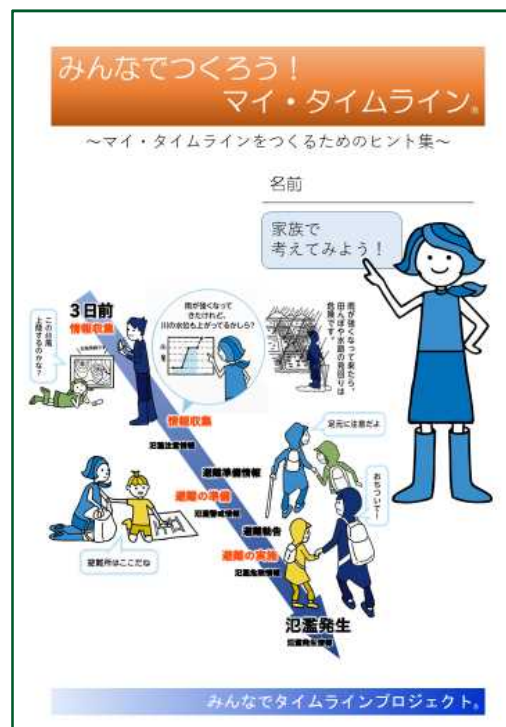 みんなでつくろう！
マイ・タイムライン®
～マイ・タイムラインをつくるためのヒント集～
名前
家族で
考えてみよう！
3日前
情報収集
この台風
上陸するのかな？
雨が強くなって
きたけれど、
川の水位も上がってるかしら？
雨が強くなって来たら、
田んぼや水路の見回りは
危険です。
情報収集
氾濫注意情報
足元に注意だよ
避難準備情報
避難の準備
氾濫警戒情報
おちついて！
避難勧告
避難の実施
氾濫危険情報
避難所はここだね
氾濫発生
氾濫発生情報
みんなでタイムラインプロジェクト®